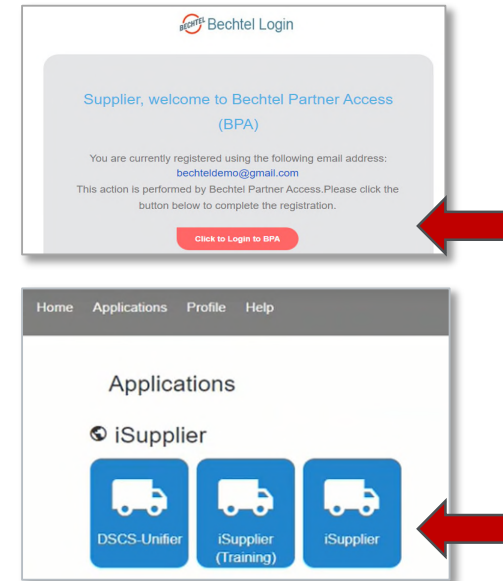 BECHTEL Bechtel Login
Supplier, welcome to Bechtel Partner Access
(BPA)
You are currently registered using the following email address:
bechteldemo@gmail.com
This action is performed by Bechtel Partner Access.Please click the
button below to complete the registration.
Click to Login to BPA
Home Applications Profile Help
Applications
iSupplier
DSCS-Unifier
iSupplier
(Training)
iSupplier